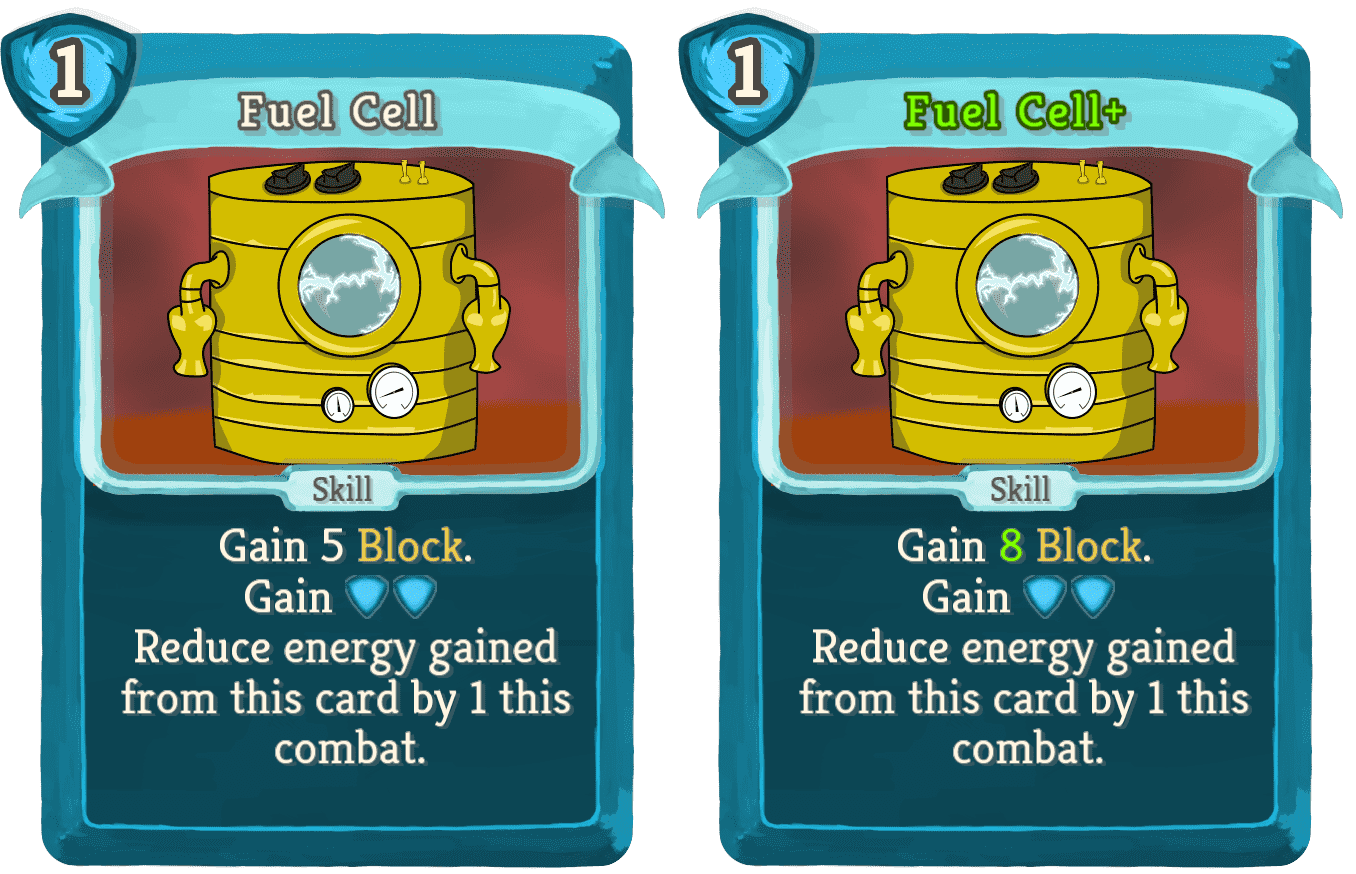 1
Fuel Cell
Skill
Gain 5 Block.
Gain
Reduce energy gained
from this card by 1 this
combat.
1
Fuel Cell+
Skill
Gain 8 Block.
Gain
Reduce energy gained
from this card by 1 this
combat.